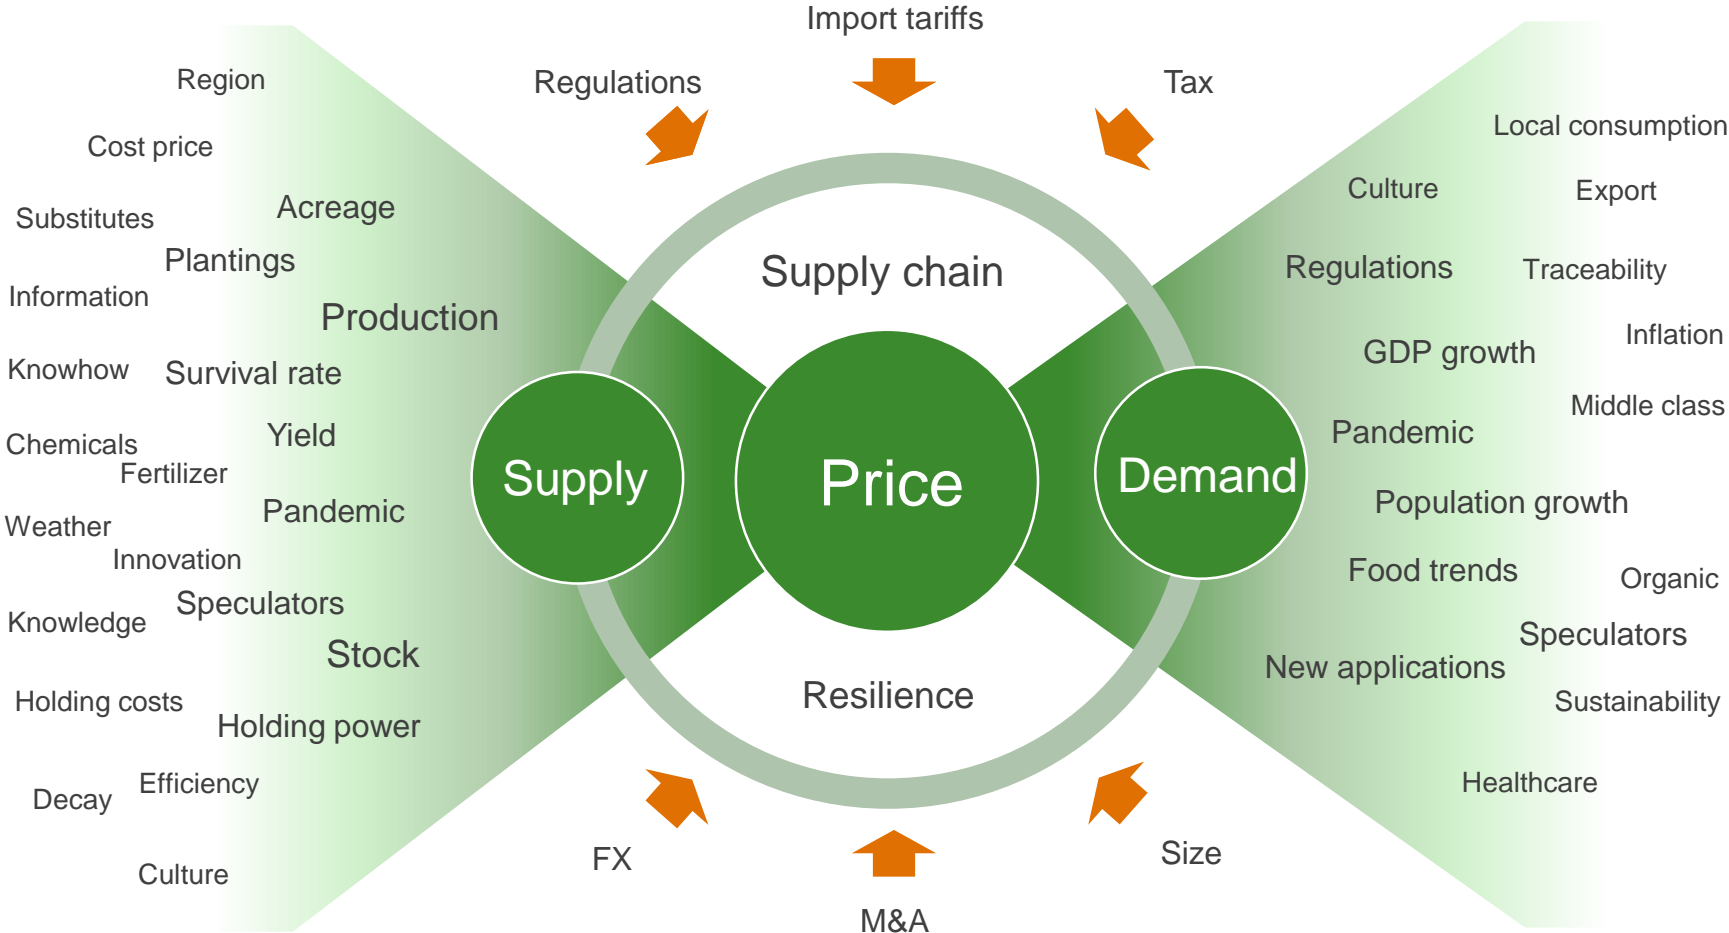 Import tariffs
Regulations
Tax
Region
Cost price
Substitutes
Acreage
Plantings
Information
Production
Knowhow
Survival rate
Chemicals
Yield
Fertilizer
Weather
Pandemic
Innovation
Speculators
Knowledge
Stock
Holding costs
Holding power
Efficiency
Decay
Culture
Supply chain
Supply
Price
Demand
Resilience
Local consumption
Culture
Export
Regulations
Traceability
Inflation
GDP growth
Middle class
Pandemic
Population growth
Food trends
Organic
Speculators
New applications
Sustainability
Healthcare
FX
M&A
Size